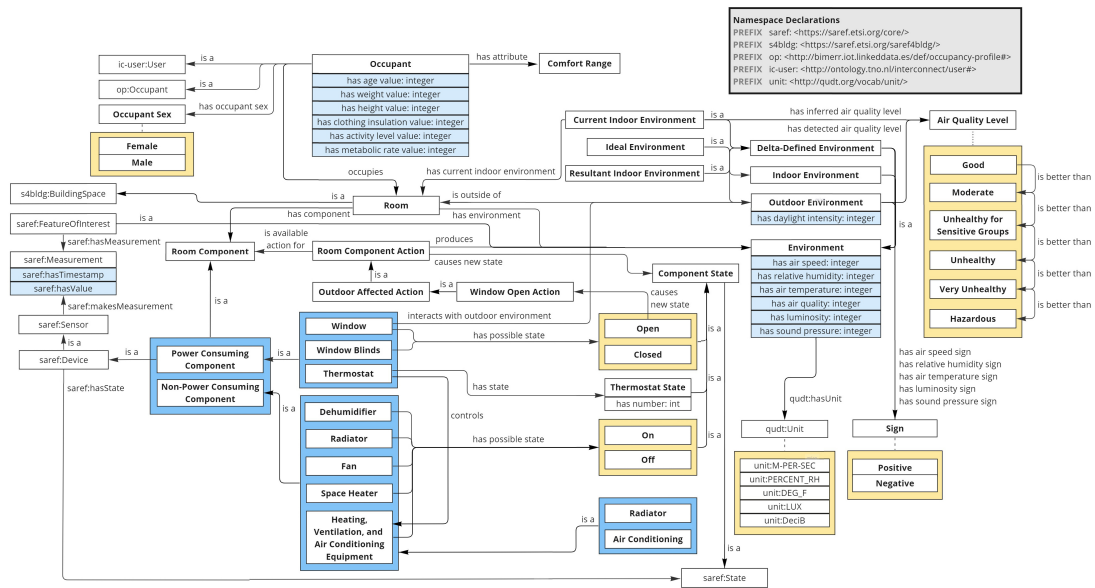 Namespace Declarations
PREFIX saref: <https://saref.etsi.org/core/>
PREFIX s4bldg: <https://saref.etsi.org/saref4bldg/>
PREFIX op: <http://bimerr.iot.linkeddata.es/def/occupancy-profile#>
PREFIX ic-user: <http://ontology.tno.nl/interconnect/user#>
PREFIX unit: <http://qudt.org/vocab/unit/>
ic-user:User
is a
op:Occupant
is a
Occupant Sex
has occupant sex
Female
Male
Occupant
has age value: integer
has weight value: integer
has height value: integer
has clothing insulation value: integer
has activity level value: integer
has metabolic rate value: integer
has attribute
Comfort Range
occupies
has current indoor environment
Current Indoor Environment
is a
Ideal Environment
is a
Resultant Indoor Environment
is a
has inferred air quality level
has detected air quality level
Delta-Defined Environment
Indoor Environment
Outdoor Environment
has daylight intensity: integer
is a
Air Quality Level
Good
Moderate
Unhealthy for
Sensitive Groups
Unhealthy
Very Unhealthy
Hazardous
is better than
is better than
is better than
is better than
is better than
s4bldg:BuildingSpace
is a
Room
is outside of
has component
has environment
saref:FeatureOfInterest
is a
saref:hasMeasurement
saref:Measurement
saref:hasTimestamp
saref:hasValue
saref:makesMeasurement
saref:Sensor
is a
saref:Device
is a
saref:hasState
Room Component
is available
action for
Room Component Action
produces
causes new state
Component State
is a
Outdoor Affected Action
is a
Window Open Action
causes
new state
Environment
has air speed: integer
has relative humidity: integer
has air temperature: integer
has air quality: integer
has luminosity: integer
has sound pressure: integer
is a
Power Consuming
Component
Non-Power Consuming
Component
is a
is a
Window
Window Blinds
Thermostat
interacts with outdoor environment
has possible state
Open
Closed
is a
has state
Thermostat State
has number: int
is a
controls
Dehumidifier
Radiator
Fan
Space Heater
Heating,
Ventilation, and
Air Conditioning
Equipment
has possible state
On
Off
is a
Radiator
Air Conditioning
is a
is a
saref:State
qudt:hasUnit
qudt:Unit
unit:M-PER-SEC
unit:PERCENT_RH
unit:DEG_F
unit:LUX
unit:DeciB
has air speed sign
has relative humidity sign
has air temperature sign
has luminosity sign
has sound pressure sign
Sign
Positive
Negative